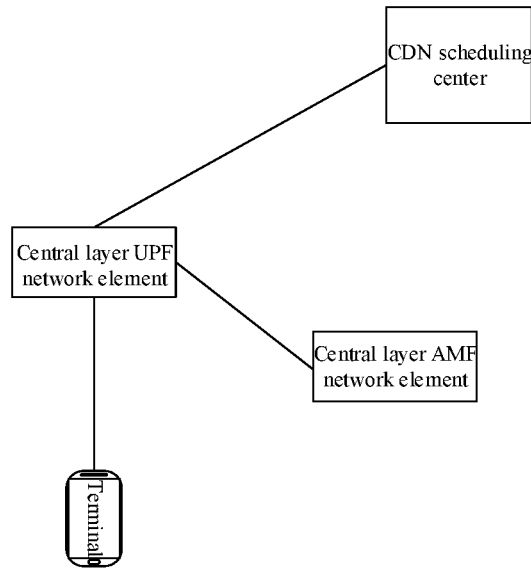 CDN scheduling
center
Central layer UPF
network element
Central layer AMF
network element
Terminal